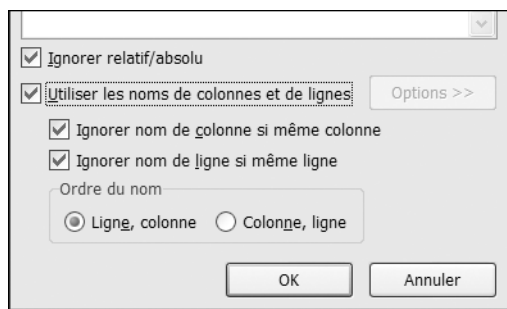 Ignorer relatif/absolu
Utiliser les noms de colonnes et de lignes
Options >>
Ignorer nom de colonne si même colonne
Ignorer nom de ligne si même ligne
Ordre du nom
Ligne, colonne
Colonne, ligne
OK
Annuler